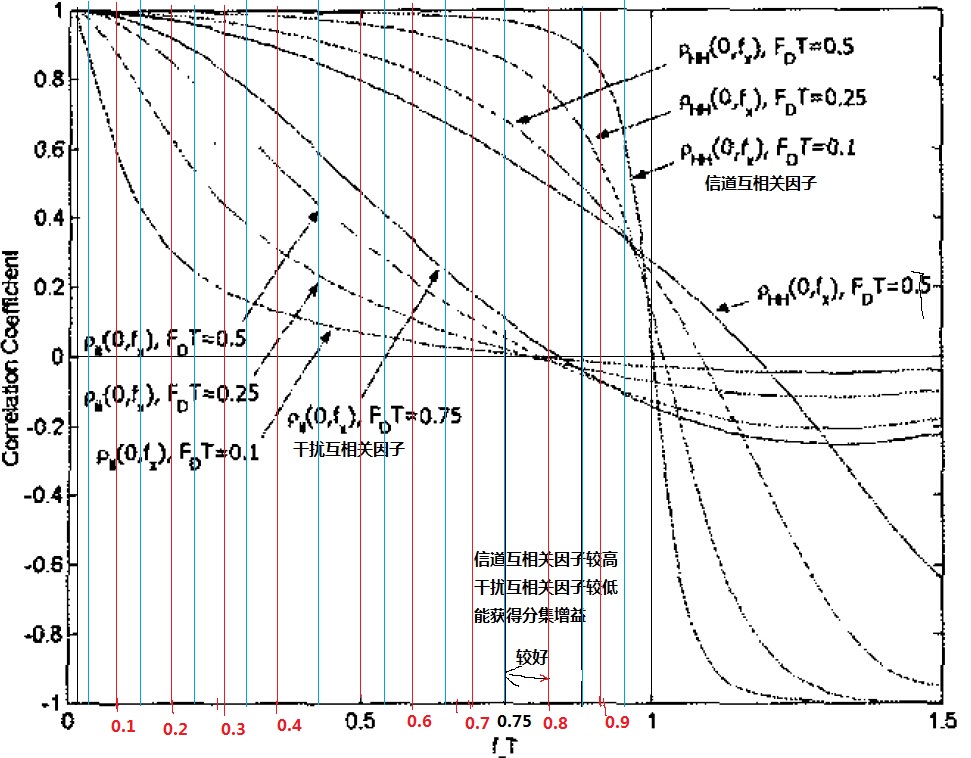 1
0.8
0.6
0.4
0.2
0
-0.2
-0.4
-0.6
-0.8
-1
Correlation Coefficient
ρHH(0,fx), FDT=0.5
ρHH(0,fx), FDT=0.25
ρHH(0,fx), FDT=0.1
信道互相关因子
ρHH(0,fx), FDT=0.5
ρII(0,fx), FDT=0.5
ρII(0,fx), FDT=0.25
ρII(0,fx), FDT=0.1
ρII(0,fx), FDT=0.75
干扰互相关因子
信道互相关因子较高
干扰互相关因子较低
能获得分集增益
较好
0 0.1 0.2 0.3 0.4 0.5 0.6 0.7 0.75 0.8 0.9 1 1.5